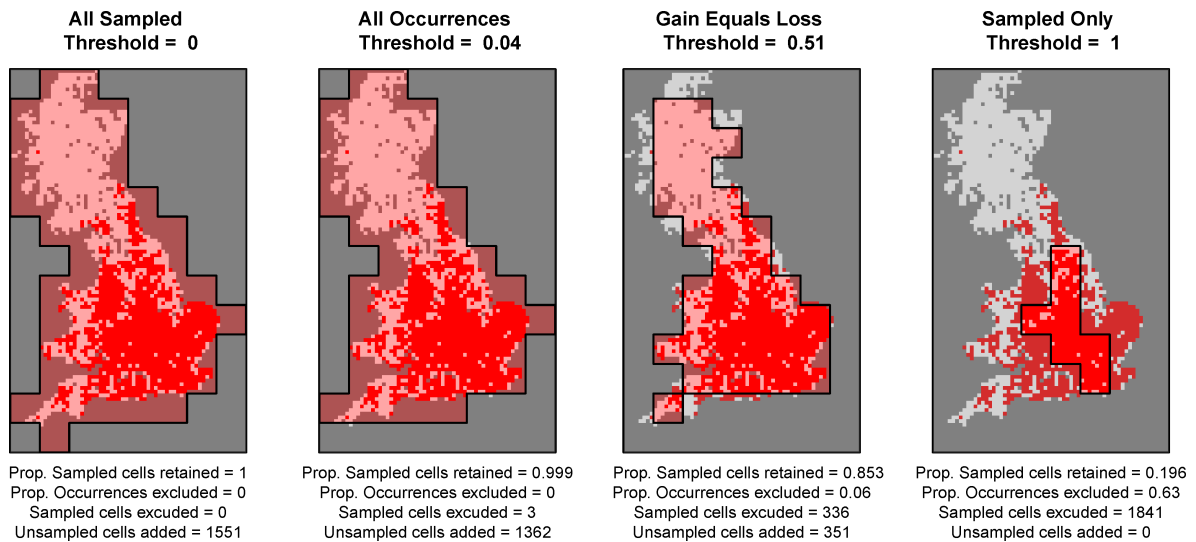 All Sampled
Threshold = 0
All Occurrences
Threshold = 0.04
Gain Equals Loss
Threshold = 0.51
Sampled Only
Threshold = 1
Prop. Sampled cells retained = 1
Prop. Occurrences excluded = 0
Sampled cells excuded = 0
Unsampled cells added = 1551
Prop. Sampled cells retained = 0.999
Prop. Occurrences excluded = 0
Sampled cells excuded = 3
Unsampled cells added = 1362
Prop. Sampled cells retained = 0.853
Prop. Occurrences excluded = 0.06
Sampled cells excuded = 336
Unsampled cells added = 351
Prop. Sampled cells retained = 0.196
Prop. Occurrences excluded = 0.63
Sampled cells excuded = 1841
Unsampled cells added = 0